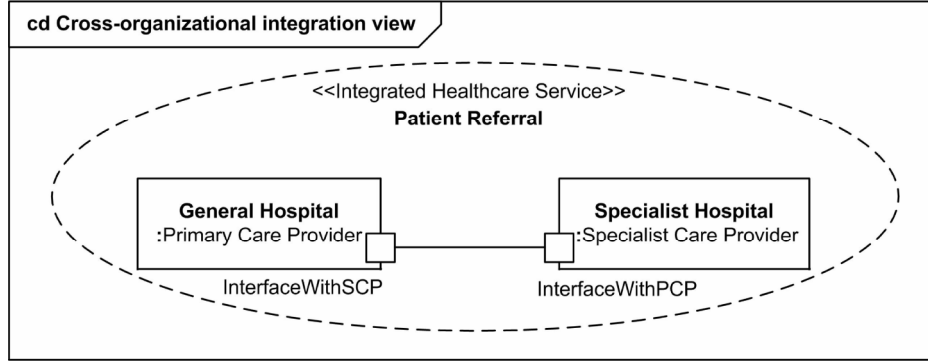 cd Cross-organizational integration view
<<Integrated Healthcare Service>>
Patient Referral
General Hospital
:Primary Care Provider
Specialist Hospital
:Specialist Care Provider
InterfaceWithSCP
InterfaceWithPCP